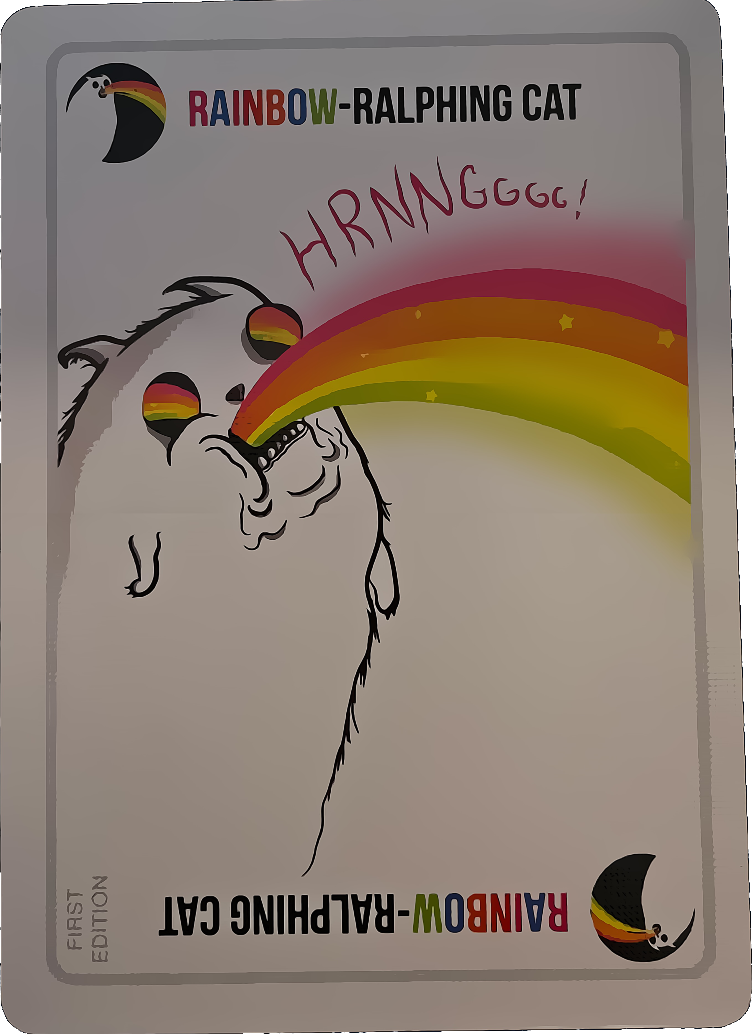 RAINBOW-RALPHING CAT
HRNNGGGG!
FIRST
EDITION
RAINBOW-RALPHING CAT